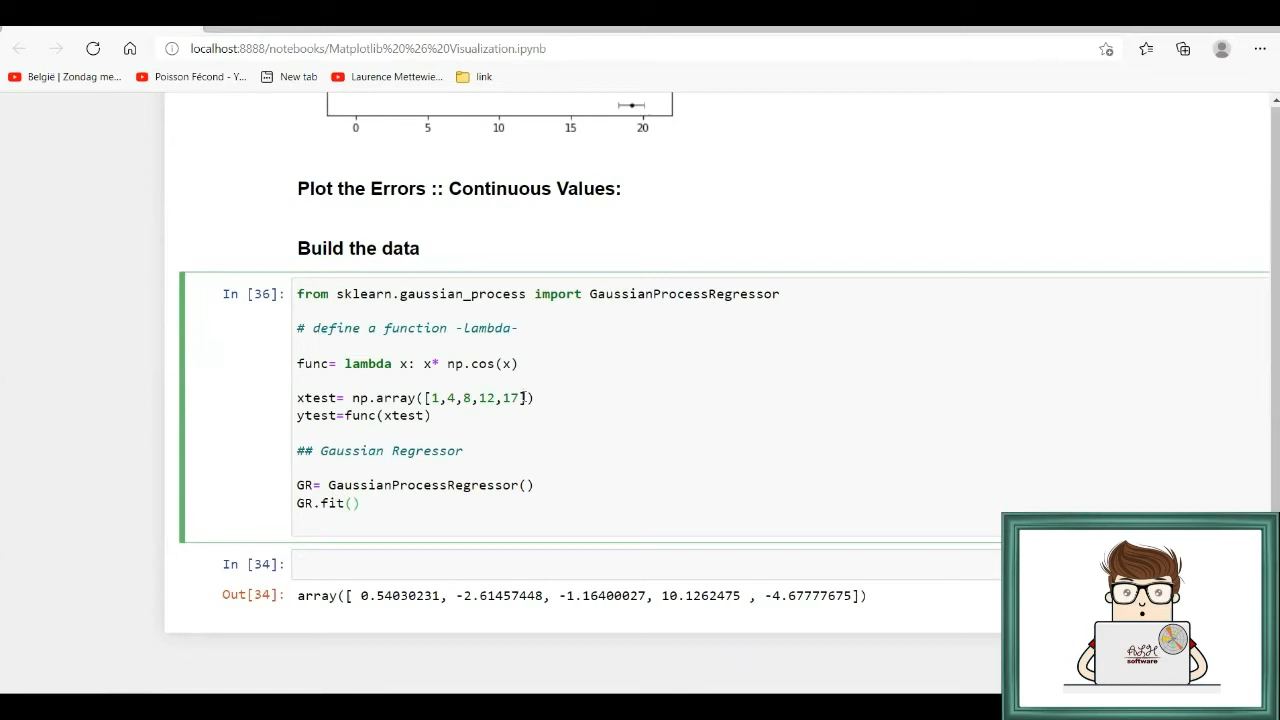 localhost:8888/notebooks/Matplotlib%20%26%20Visualization.ipynb
België | Zondag me...
Poisson Fécond - Y...
New tab
Laurence Mettewie...
link
0 5 10 15 20
Plot the Errors :: Continuous Values:
Build the data
In [36]:
from sklearn.gaussian_process import GaussianProcessRegressor
# define a function -lambda-
func= lambda x: x* np.cos(x)
xtest= np.array([1,4,8,12,17])
ytest=func(xtest)
## Gaussian Regressor
GR= GaussianProcessRegressor()
GR.fit()
In [34]:
Out[34]: array([ 0.54030231, -2.61457448, -1.16400027, 10.1262475 , -4.67777675])
software